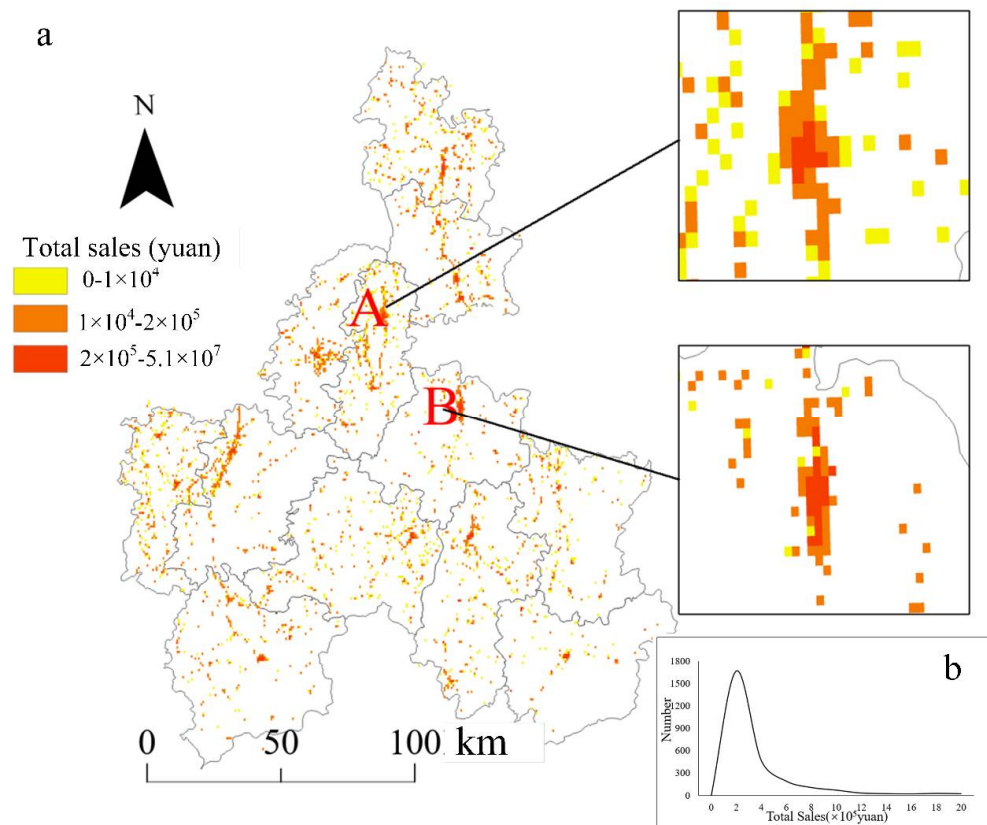 a
N
Total sales (yuan)
0-1×10⁴
1×10⁴-2×10⁵
2×10⁵-5.1×10⁷
A
B
0 50 100 km
b
Number
1800
1500
1200
900
600
300
0
0 2 4 6 8 10 12 14 16 18 20
Total Sales(×10⁵yuan)